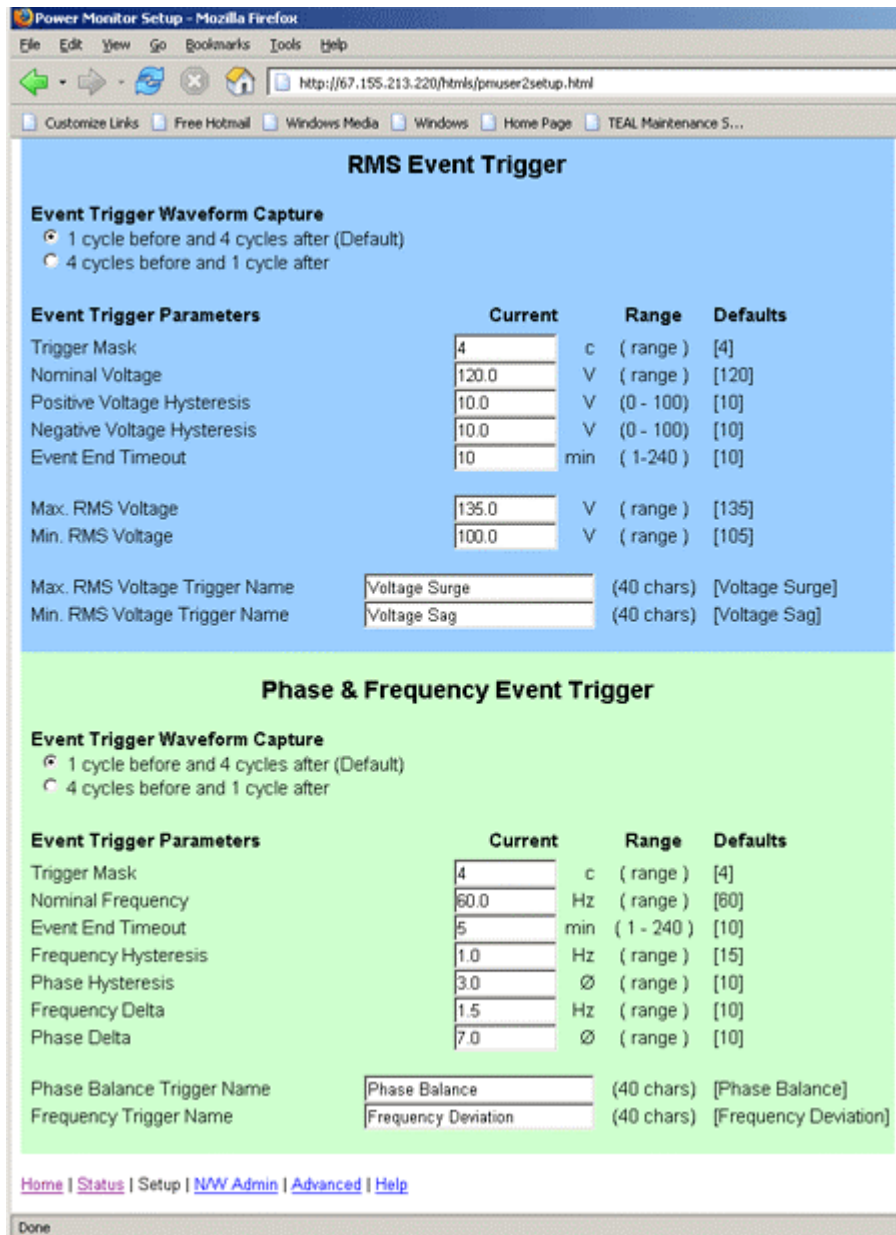 Power Monitor Setup - Mozilla Firefox
File Edit View Go Bookmarks Tools Help
http://67.155.213.220/htmls/pmuser2setup.html
Customize Links Free Hotmail Windows Media Windows Home Page TEAL Maintenance S...
RMS Event Trigger
Event Trigger Waveform Capture
1 cycle before and 4 cycles after (Default)
4 cycles before and 1 cycle after
Event Trigger Parameters Current Range Defaults
Trigger Mask 4 c ( range ) [4]
Nominal Voltage 120.0 V ( range ) [120]
Positive Voltage Hysteresis 10.0 V (0 - 100) [10]
Negative Voltage Hysteresis 10.0 V (0 - 100) [10]
Event End Timeout 10 min ( 1-240 ) [10]
Max. RMS Voltage 135.0 V ( range ) [135]
Min. RMS Voltage 100.0 V ( range ) [105]
Max. RMS Voltage Trigger Name Voltage Surge (40 chars) [Voltage Surge]
Min. RMS Voltage Trigger Name Voltage Sag (40 chars) [Voltage Sag]
Phase & Frequency Event Trigger
Event Trigger Waveform Capture
1 cycle before and 4 cycles after (Default)
4 cycles before and 1 cycle after
Event Trigger Parameters Current Range Defaults
Trigger Mask 4 c ( range ) [4]
Nominal Frequency 60.0 Hz ( range ) [60]
Event End Timeout 5 min ( 1 - 240 ) [10]
Frequency Hysteresis 1.0 Hz ( range ) [15]
Phase Hysteresis 3.0 Ø ( range ) [10]
Frequency Delta 1.5 Hz ( range ) [10]
Phase Delta 7.0 Ø ( range ) [10]
Phase Balance Trigger Name Phase Balance (40 chars) [Phase Balance]
Frequency Trigger Name Frequency Deviation (40 chars) [Frequency Deviation]
Home | Status | Setup | N/W Admin | Advanced | Help
Done